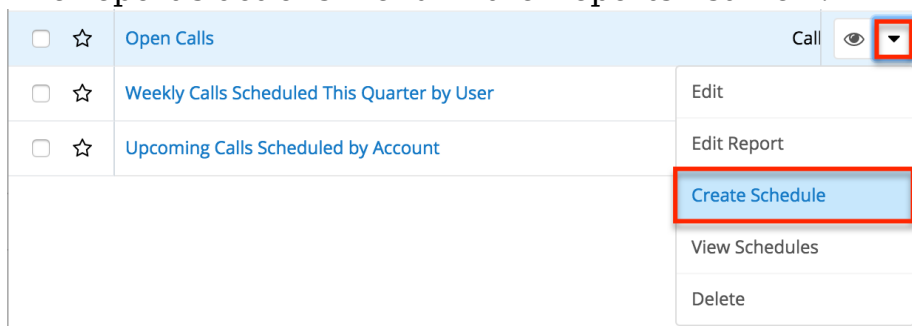 Open Calls Call
Weekly Calls Scheduled This Quarter by User
Edit
Upcoming Calls Scheduled by Account
Edit Report
Create Schedule
View Schedules
Delete